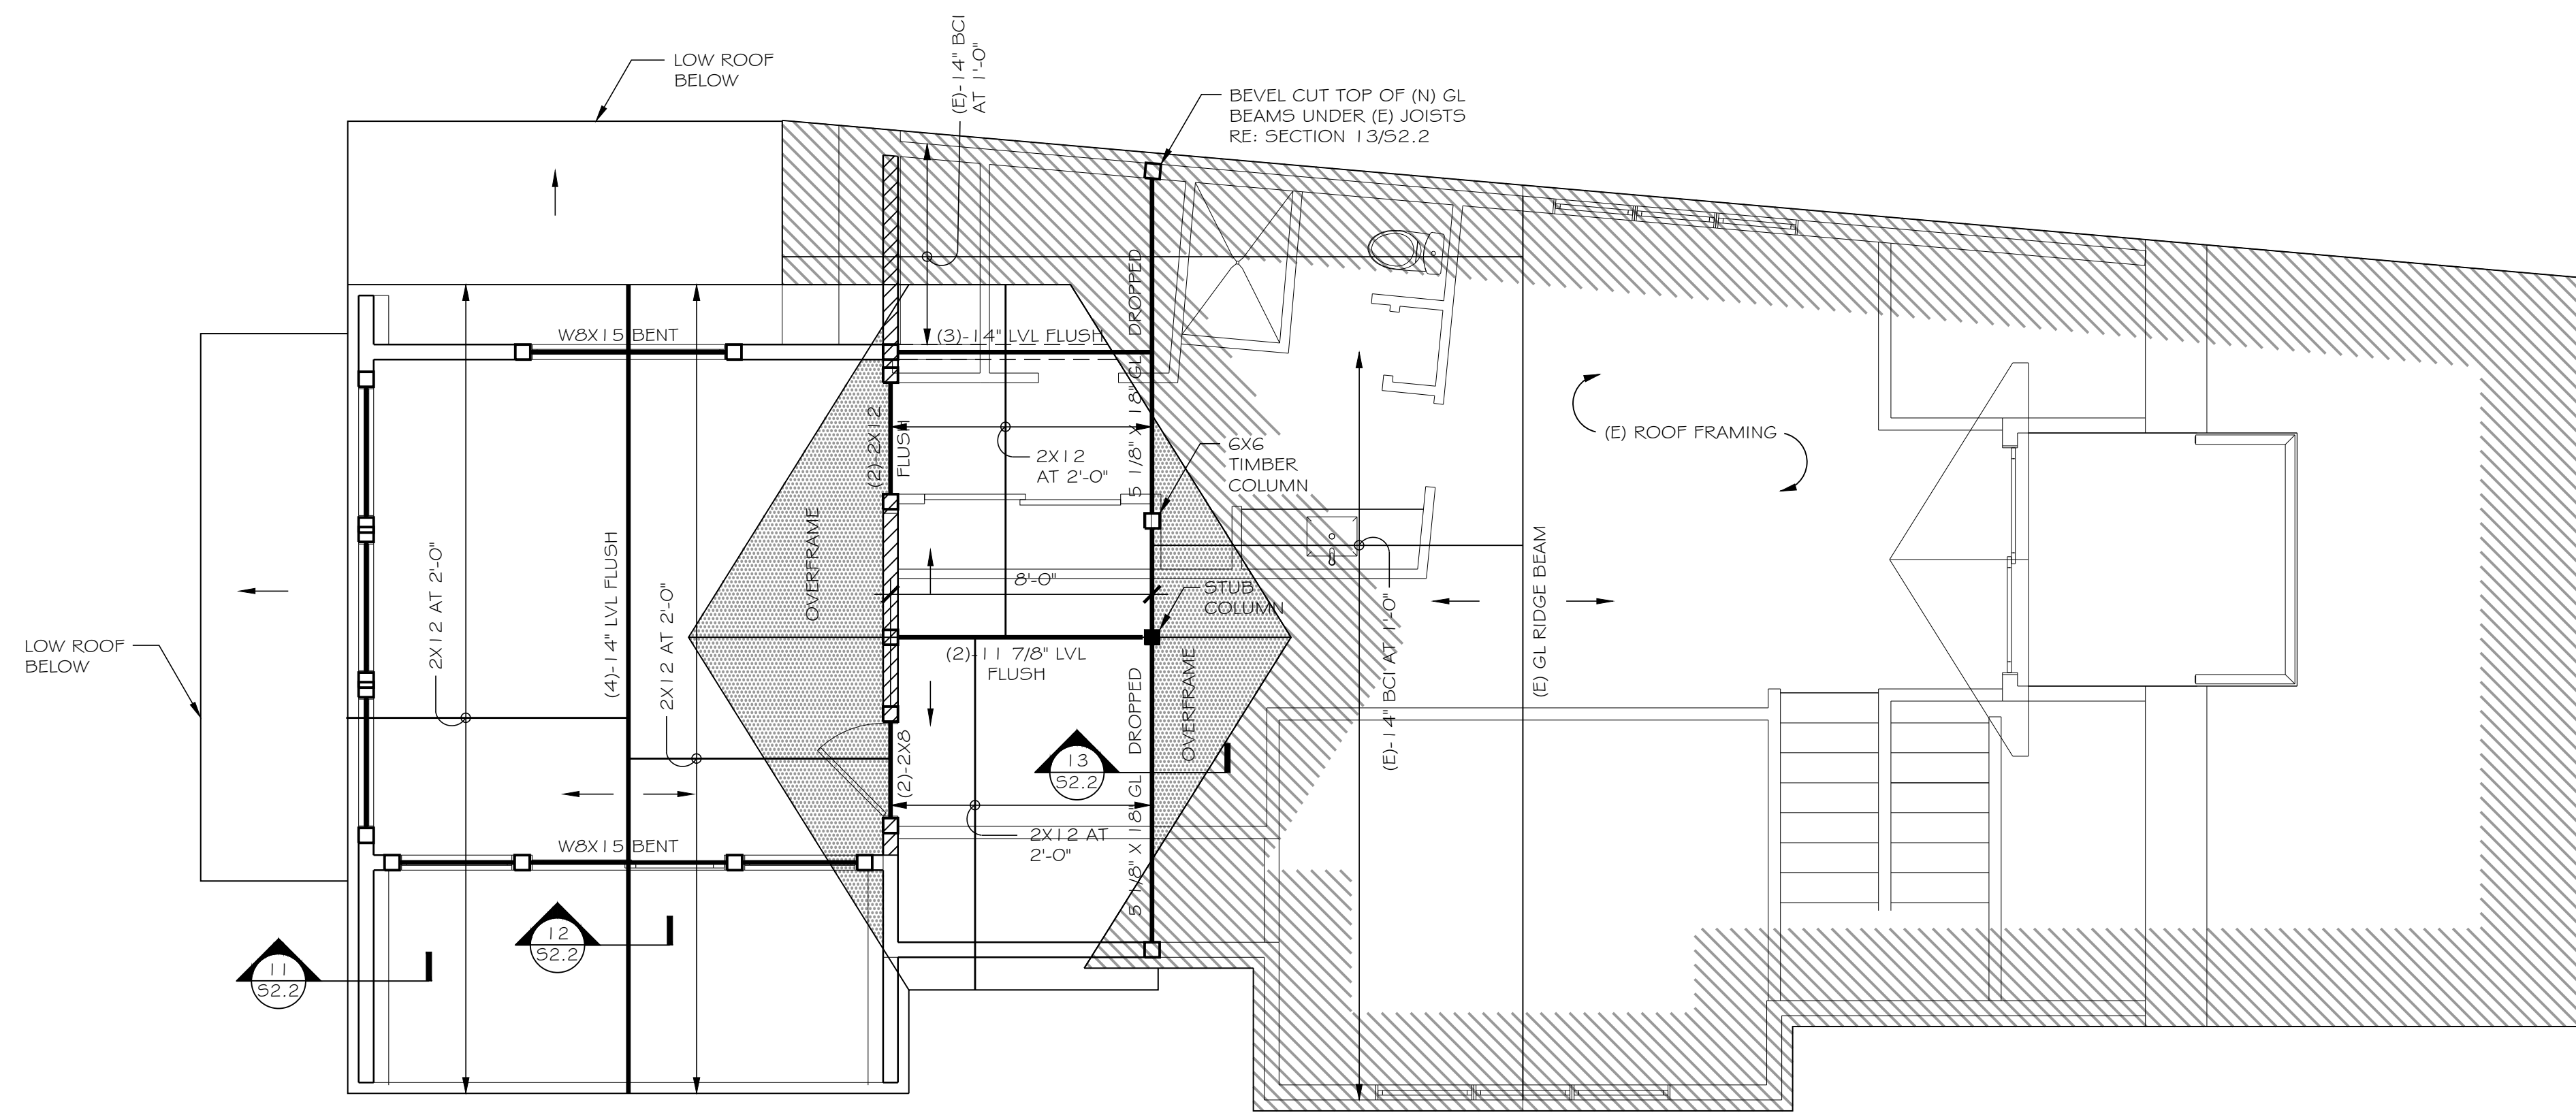 LOW ROOF
BELOW
(E)-14" BCI
AT 1'-0"
BEVEL CUT TOP OF (N) GL
BEAMS UNDER (E) JOISTS
RE: SECTION 13/S2.2
W8X15 BENT
(3)-14" LVL FLUSH
5 1/8" X 18" GL DROPPED
(2)-2X12
FLUSH
2X12
AT 2'-0"
6X6
TIMBER
COLUMN
(E) ROOF FRAMING
OVERFRAME
8'-0"
STUB
COLUMN
2X12 AT 2'-0"
(4)-14" LVL FLUSH
2X12 AT 2'-0"
LOW ROOF
BELOW
(2)-11 7/8" LVL
FLUSH
(E)-14" BCI AT 1'-0"
(E) GL RIDGE BEAM
OVERFRAME
(2)-2X8
5 1/8" X 18" GL DROPPED
13
S2.2
2X12 AT
2'-0"
W8X15 BENT
12
S2.2
11
S2.2